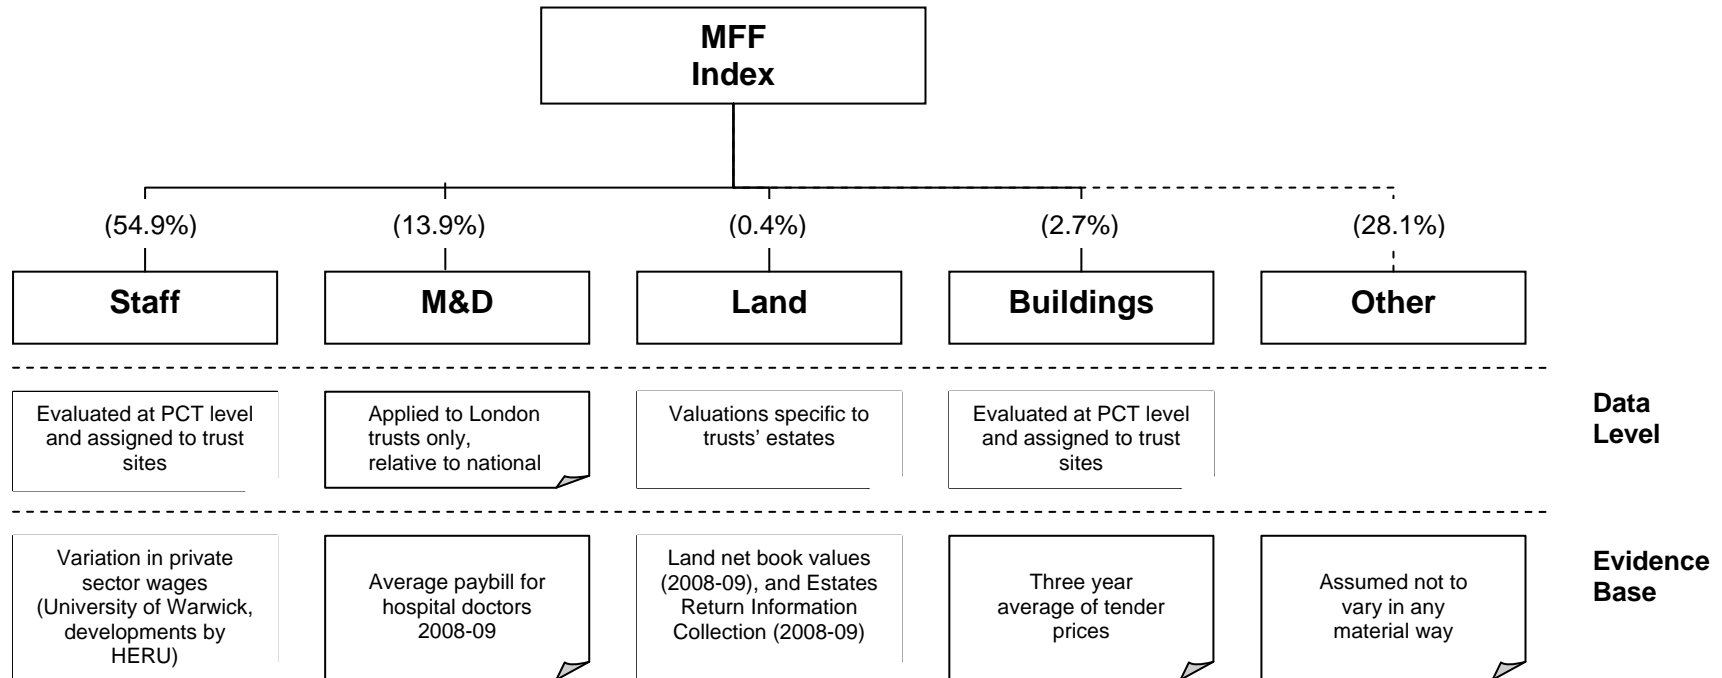 MFF
Index
(54.9%)
(13.9%)
(0.4%)
(2.7%)
(28.1%)
Staff
M&D
Land
Buildings
Other
Evaluated at PCT level
and assigned to trust
sites
Applied to London
trusts only,
relative to national
Valuations specific to
trusts’ estates
Evaluated at PCT level
and assigned to trust
sites
Data
Level
Variation in private
sector wages
(University of Warwick,
developments by
HERU)
Average paybill for
hospital doctors
2008-09
Land net book values
(2008-09), and Estates
Return Information
Collection (2008-09)
Three year
average of tender
prices
Assumed not to
vary in any
material way
Evidence
Base